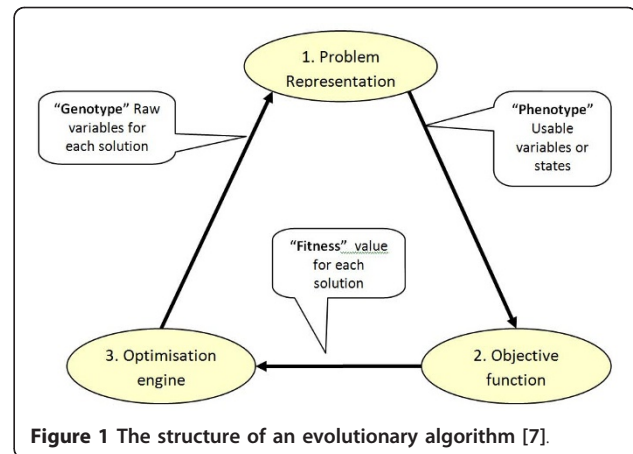 1. Problem
Representation
"Genotype" Raw
variables for
each solution
"Phenotype"
Usable
variables or
states
"Fitness" value
for each
solution
3. Optimisation
engine
2. Objective
function
Figure 1 The structure of an evolutionary algorithm [7].